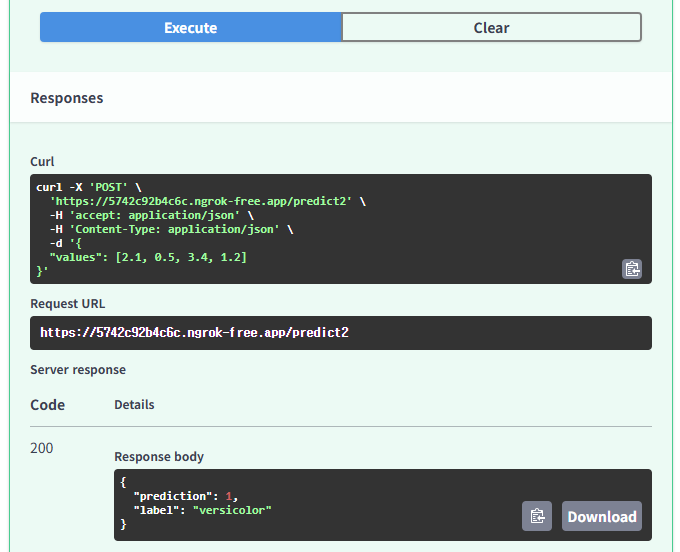 Execute
Clear
Responses
Curl
curl -X 'POST' \
  'https://5742c92b4c6c.ngrok-free.app/predict2' \
  -H 'accept: application/json' \
  -H 'Content-Type: application/json' \
  -d '{
  "values": [2.1, 0.5, 3.4, 1.2]
}'
Request URL
https://5742c92b4c6c.ngrok-free.app/predict2
Server response
Code Details
200
Response body
{
  "prediction": 1,
  "label": "versicolor"
}
Download